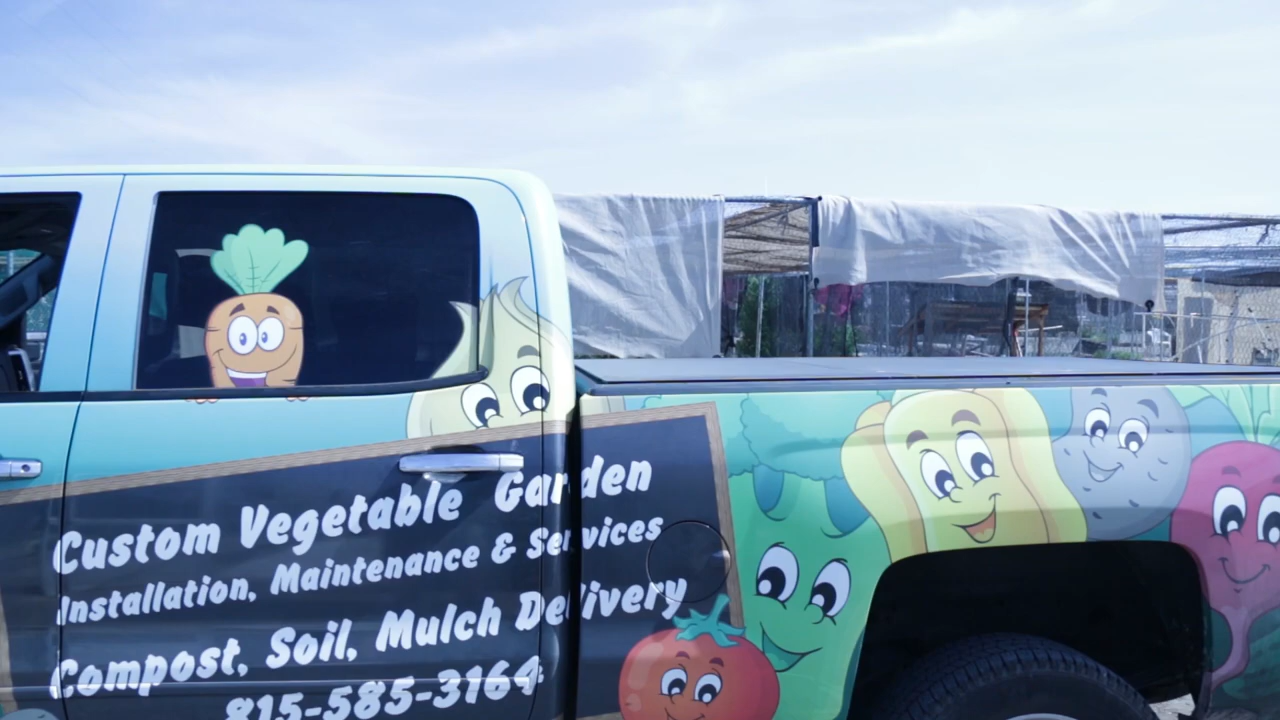 Custom Vegetable Garden
Installation, Maintenance & Services
Compost, Soil, Mulch Delivery
815-585-3164